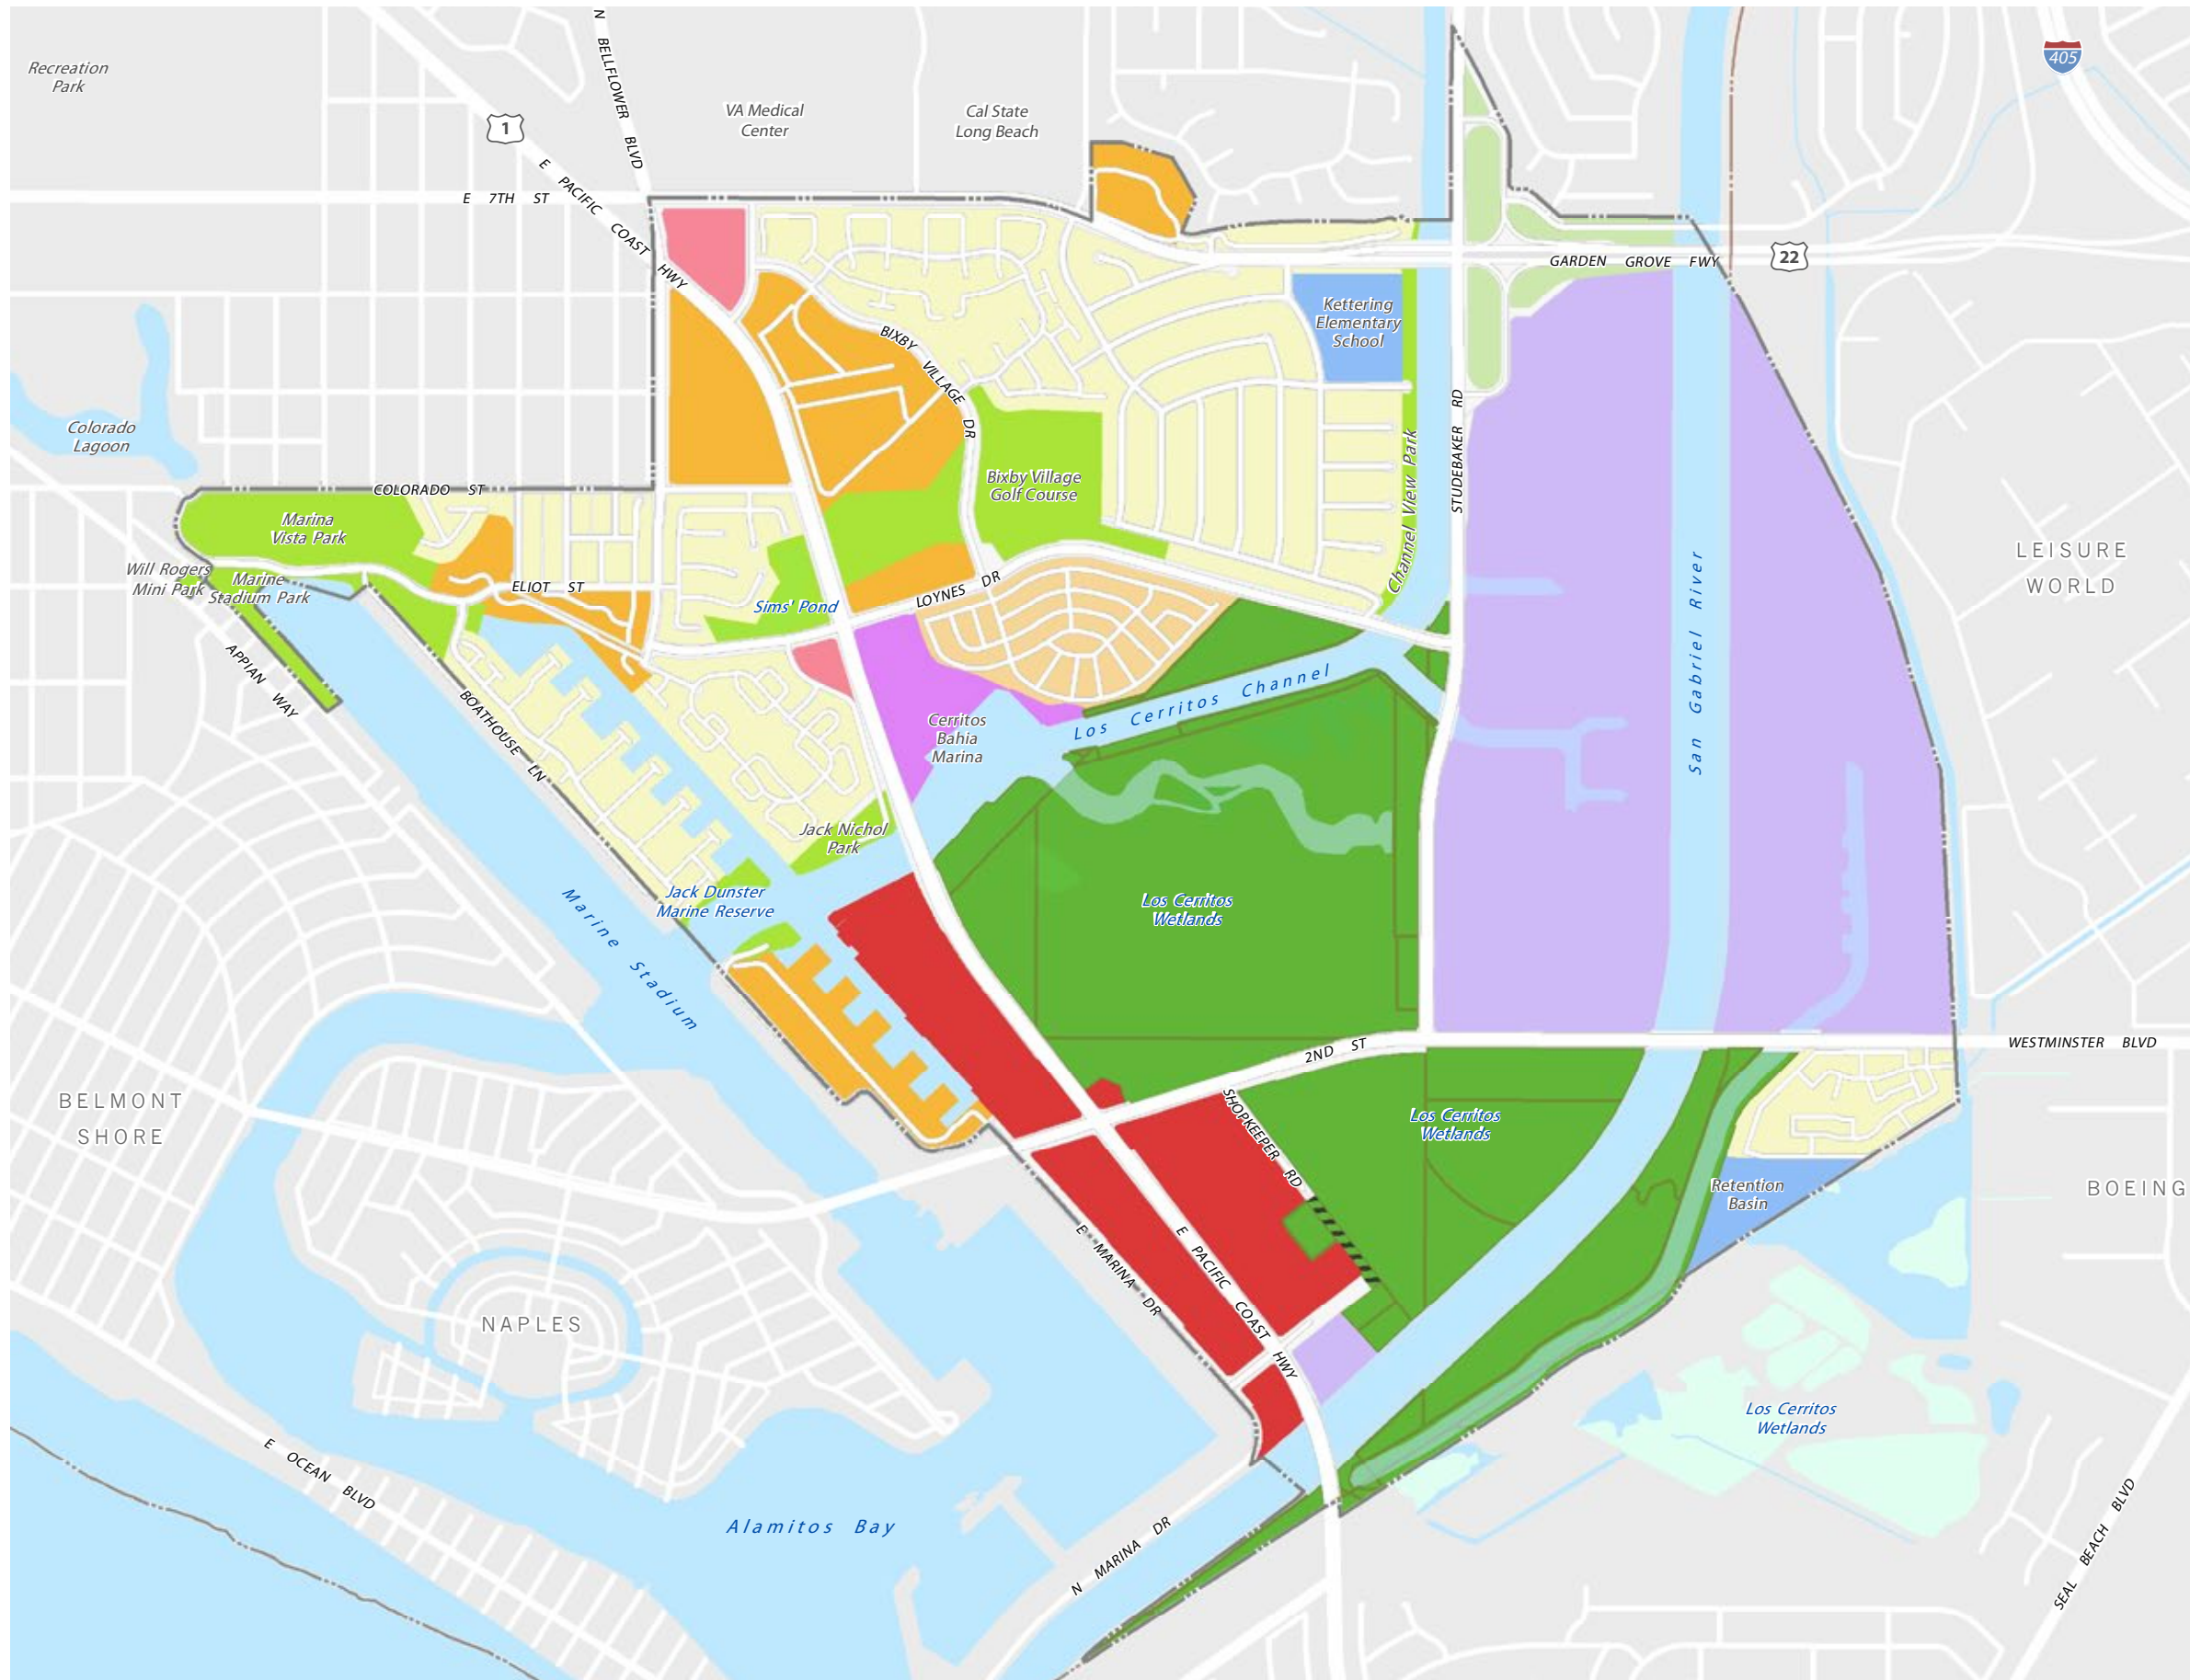 Recreation
Park
N BELLFLOWER BLVD
VA Medical
Center
Cal State
Long Beach
405
1
E PACIFIC COAST HWY
E 7TH ST
GARDEN GROVE FWY
22
Kettering
Elementary
School
BIXBY VILLAGE DR
STUDEBAKER RD
Colorado
Lagoon
COLORADO ST
Bixby Village
Golf Course
Channel View Park
Marina
Vista Park
LEISURE
WORLD
Will Rogers
Mini Park
Marine
Stadium Park
ELIOT ST
Sims' Pond
LOYNES DR
San Gabriel River
APPIAN WAY
BOATHOUSE LN
Cerritos
Bahia
Marina
Los Cerritos Channel
Jack Nichol
Park
Jack Dunster
Marine Reserve
Los Cerritos
Wetlands
Marine Stadium
2ND ST
WESTMINSTER BLVD
BELMONT
SHORE
SHOPKEEPER RD
Los Cerritos
Wetlands
Retention
Basin
BOEING
E MARINA DR
E PACIFIC COAST HWY
NAPLES
Los Cerritos
Wetlands
E OCEAN BLVD
Alamitos Bay
N MARINA DR
SEAL BEACH BLVD